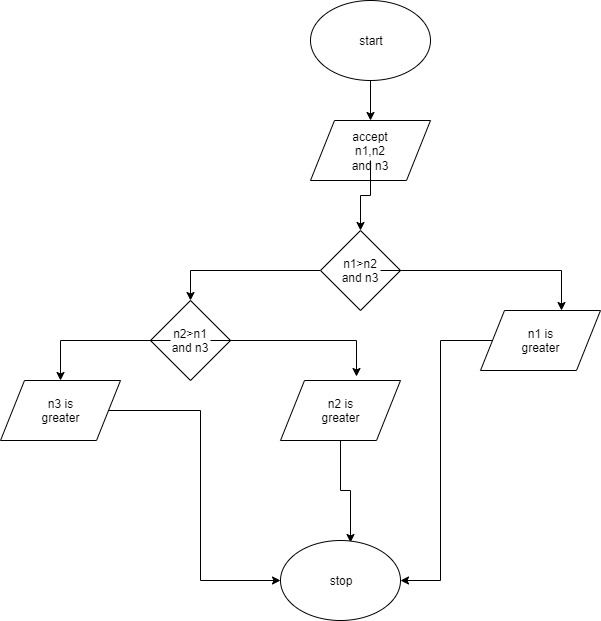 start
accept
n1,n2
and n3
n1>n2
and n3
n2>n1
and n3
n1 is
greater
n3 is
greater
n2 is
greater
stop